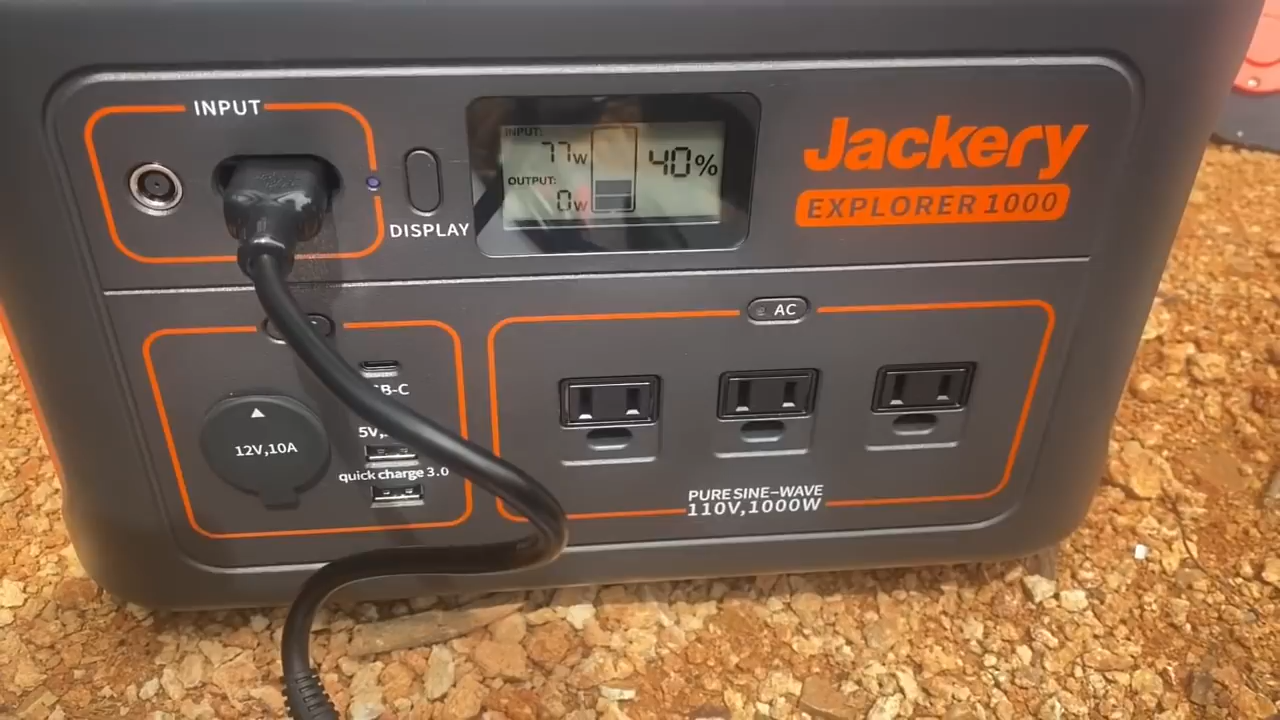 INPUT
INPUT:
77W
40%
OUTPUT:
0W
DISPLAY
Jackery
EXPLORER 1000
AC
B-C
12V,10A
5V,
quick charge 3.0
PURE SINE-WAVE
110V,1000W